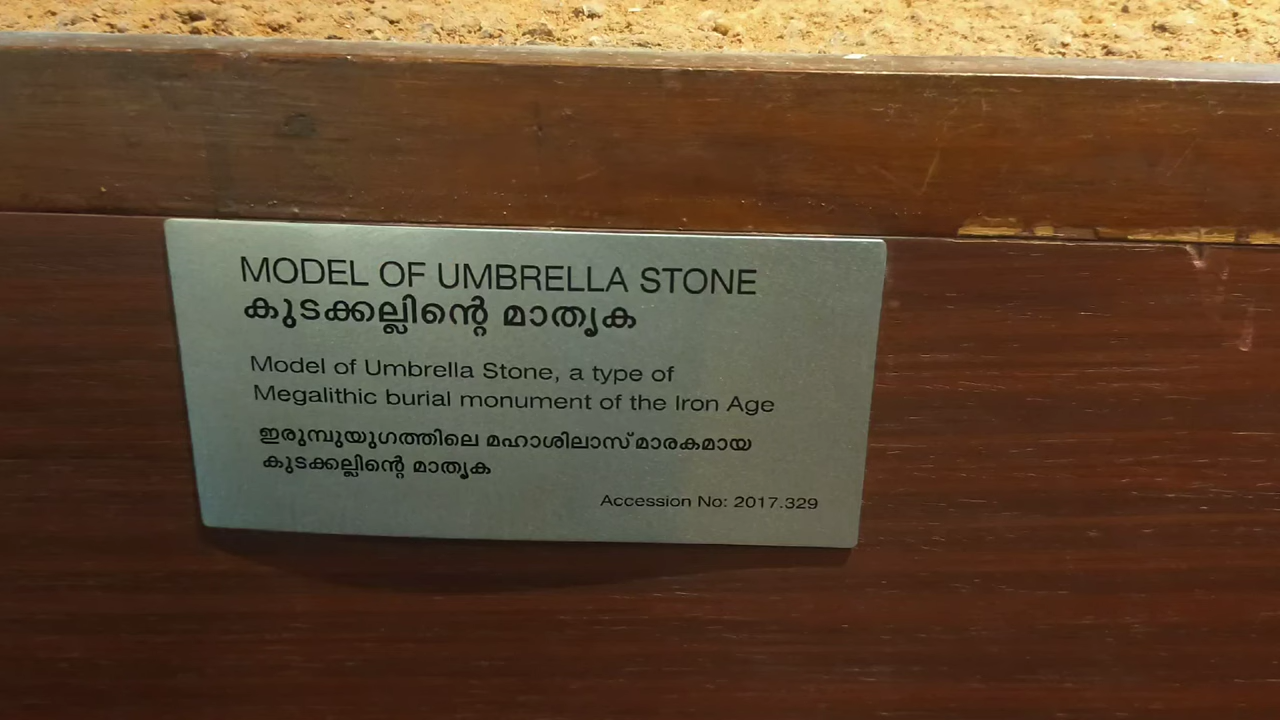 MODEL OF UMBRELLA STONE
കുടക്കല്ലിന്റെ മാതൃക
Model of Umbrella Stone, a type of
Megalithic burial monument of the Iron Age
ഇരുമ്പുയുഗത്തിലെ മഹാശിലാസ്മാരകമായ
കുടക്കല്ലിന്റെ മാതൃക
Accession No: 2017.329